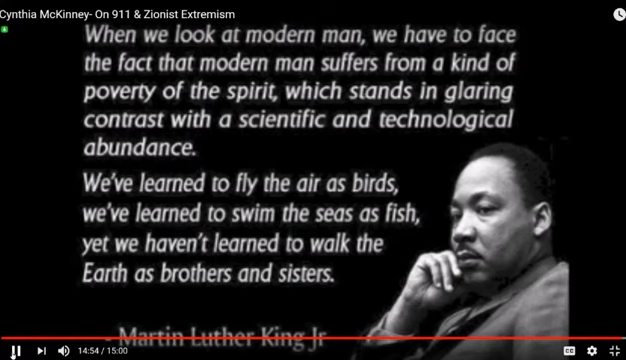 Cynthia McKinney- On 911 & Zionist Extremism
When we look at modern man, we have to face
the fact that modern man suffers from a kind of
poverty of the spirit, which stands in glaring
contrast with a scientific and technological
abundance.
We've learned to fly the air as birds,
we've learned to swim the seas as fish,
yet we haven't learned to walk the
Earth as brothers and sisters.
- Martin Luther King Jr
14:54 / 15:00
CC